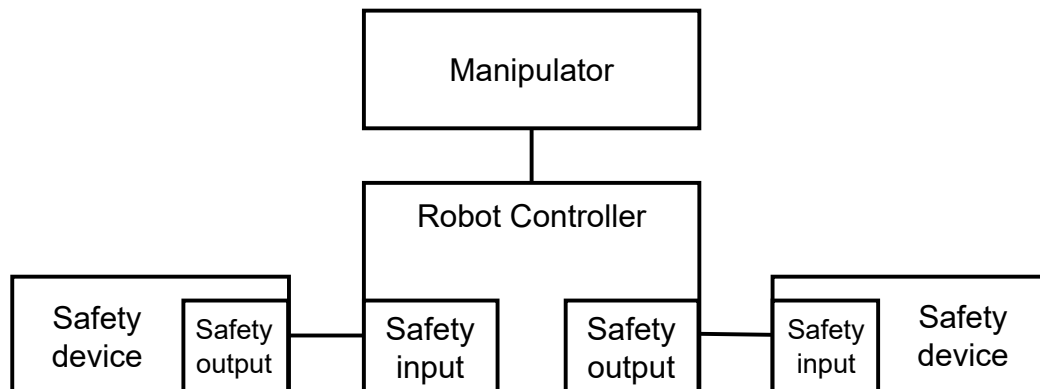 Manipulator
Robot Controller
Safety
device
Safety
output
Safety
input
Safety
output
Safety
input
Safety
device